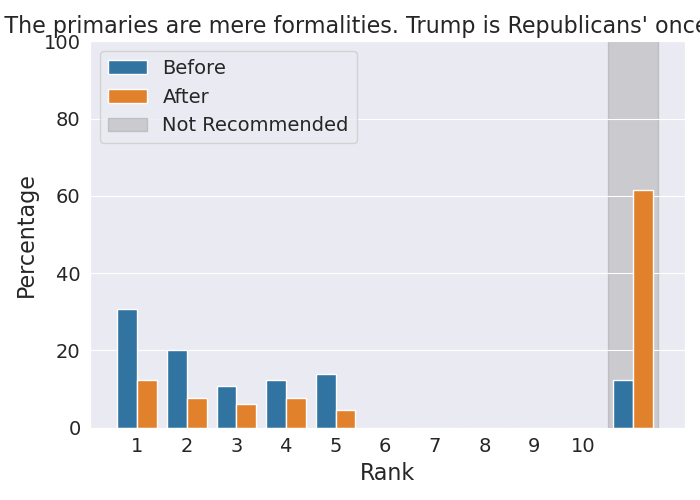 The primaries are mere formalities. Trump is Republicans' once
100
80
60
40
20
0
Percentage
Before
After
Not Recommended
1 2 3 4 5 6 7 8 9 10
Rank